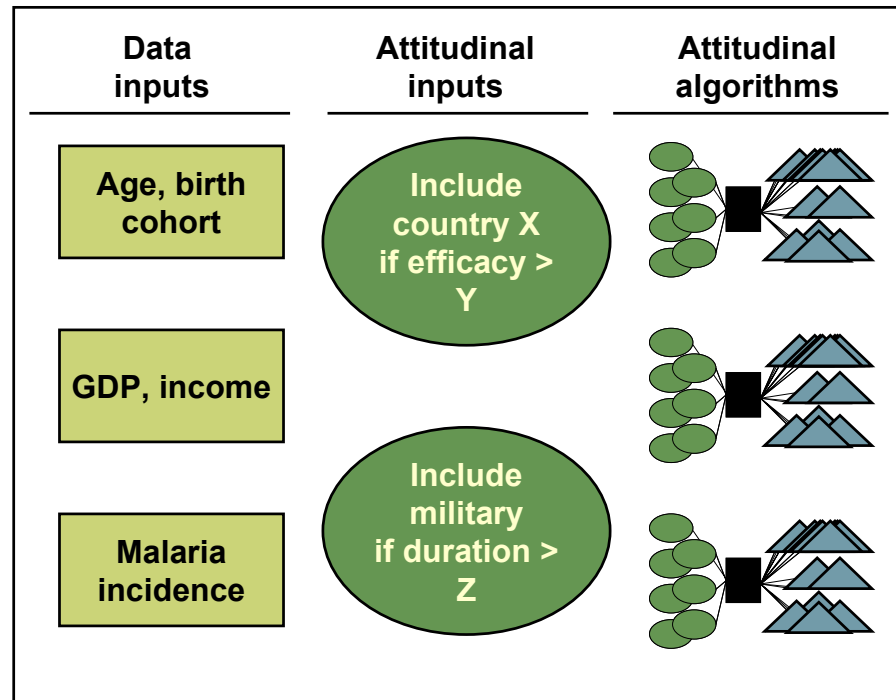 Data
inputs
Attitudinal
inputs
Attitudinal
algorithms
Age, birth
cohort
GDP, income
Malaria
incidence
Include
country X
if efficacy >
Y
Include
military
if duration >
Z